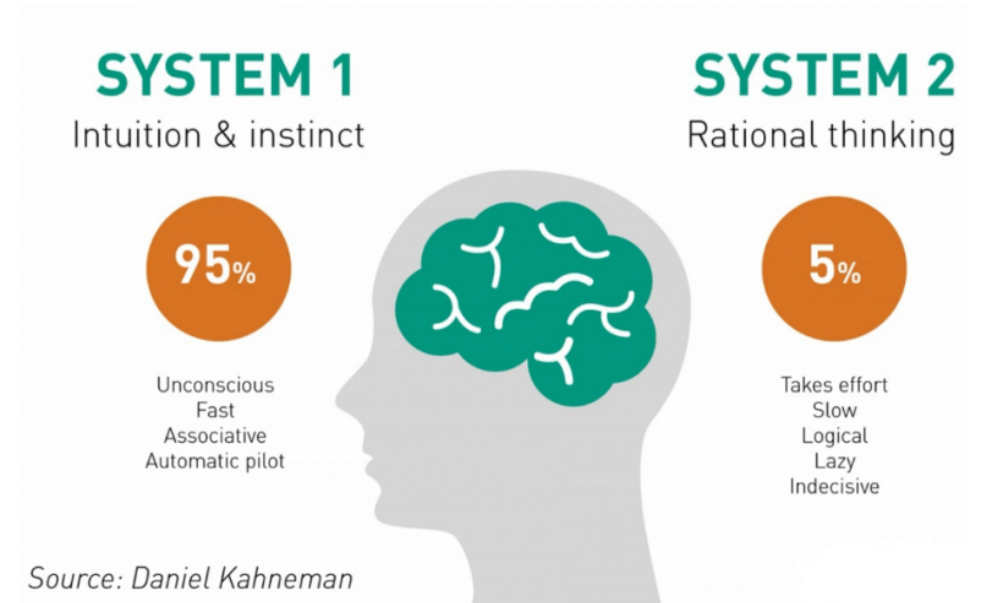 SYSTEM 1
Intuition & instinct
95%
Unconscious
Fast
Associative
Automatic pilot
SYSTEM 2
Rational thinking
5%
Takes effort
Slow
Logical
Lazy
Indecisive
Source: Daniel Kahneman